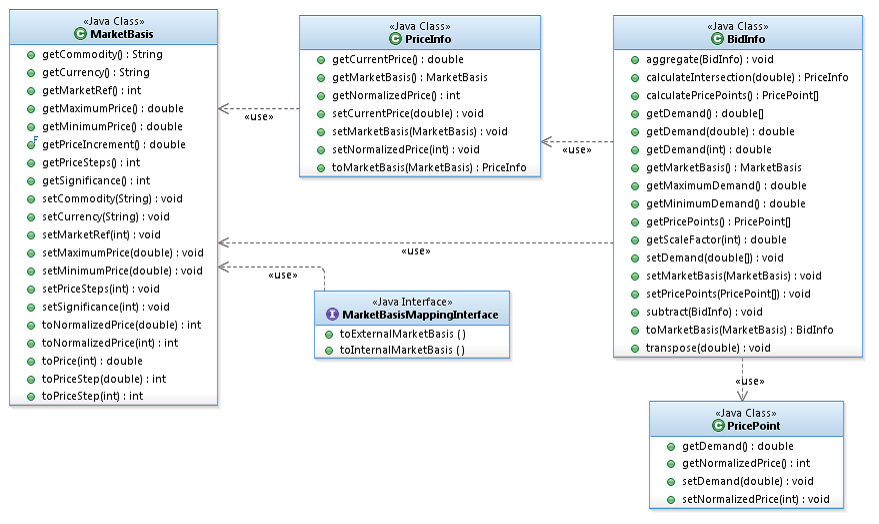 «Java Class»
MarketBasis
getCommodity() : String
getCurrency() : String
getMarketRef() : int
getMaximumPrice() : double
getMinimumPrice() : double
F
getPriceIncrement() : double
getPriceSteps() : int
getSignificance() : int
setCommodity(String) : void
setCurrency(String) : void
setMarketRef(int) : void
setMaximumPrice(double) : void
setMinimumPrice(double) : void
setPriceSteps(int) : void
setSignificance(int) : void
toNormalizedPrice(double) : int
toNormalizedPrice(int) : int
toPrice(int) : double
toPriceStep(double) : int
toPriceStep(int) : int
«use»
«Java Class»
C
PriceInfo
getCurrentPrice() : double
getMarketBasis() : MarketBasis
getNormalizedPrice() : int
setCurrentPrice(double) : void
setMarketBasis(MarketBasis) : void
setNormalizedPrice(int) : void
toMarketBasis(MarketBasis) : PriceInfo
«use»
«Java Class»
C
BidInfo
aggregate(BidInfo) : void
calculateIntersection(double) : PriceInfo
calculatePricePoints() : PricePoint[]
getDemand() : double[]
getDemand(double) : double
getDemand(int) : double
getMarketBasis() : MarketBasis
getMaximumDemand() : double
getMinimumDemand() : double
getPricePoints() : PricePoint[]
getScaleFactor(int) : double
setDemand(double[]) : void
setMarketBasis(MarketBasis) : void
setPricePoints(PricePoint[]) : void
subtract(BidInfo) : void
toMarketBasis(MarketBasis) : BidInfo
transpose(double) : void
«use»
«use»
«Java Interface»
I
MarketBasisMappingInterface
toExternalMarketBasis ( )
toInternalMarketBasis ( )
«use»
«Java Class»
C
PricePoint
getDemand() : double
getNormalizedPrice() : int
setDemand(double) : void
setNormalizedPrice(int) : void